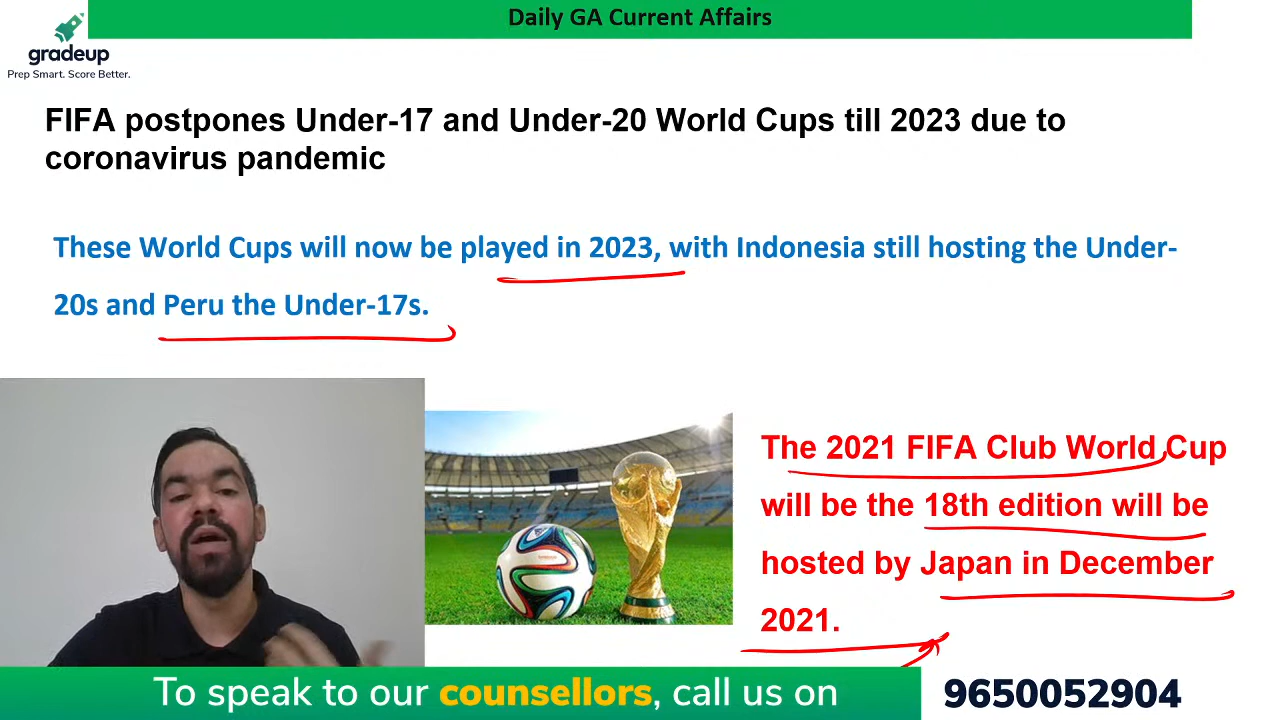 Daily GA Current Affairs
gradeup
Prep Smart. Score Better.
FIFA postpones Under-17 and Under-20 World Cups till 2023 due to
coronavirus pandemic
These World Cups will now be played in 2023, with Indonesia still hosting the Under-
20s and Peru the Under-17s.
The 2021 FIFA Club World Cup
will be the 18th edition will be
hosted by Japan in December
2021.
To speak to our counsellors, call us on
9650052904